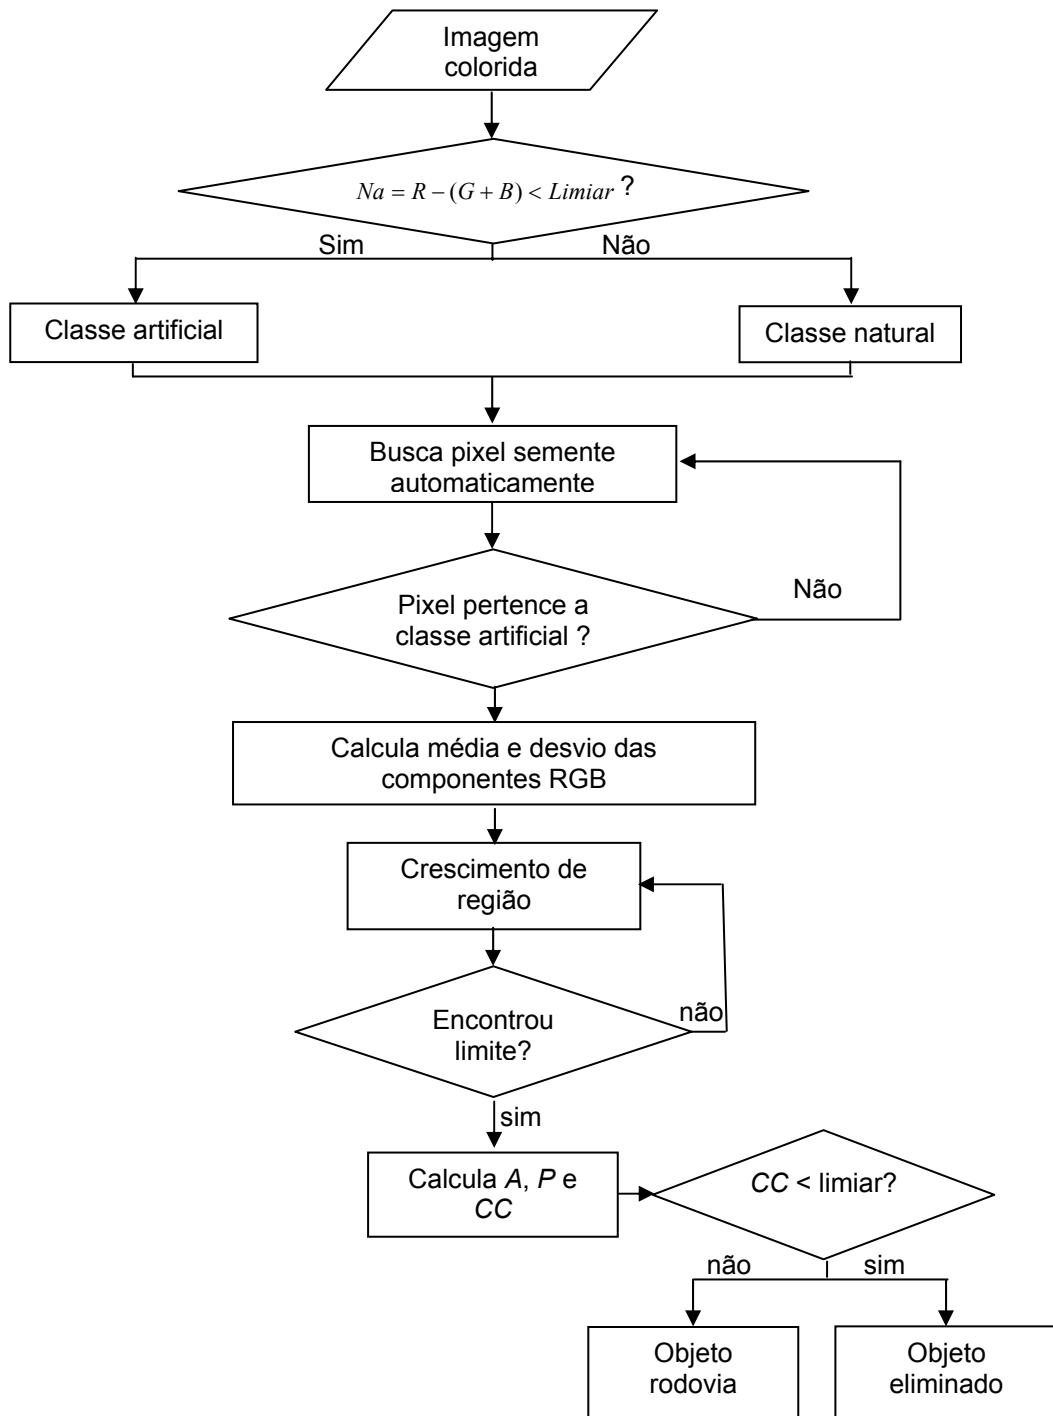 Imagem
colorida
Na = R – (G + B) < Limiar ?
Sim
Não
Classe artificial
Classe natural
Busca pixel semente
automaticamente
Pixel pertence a
classe artificial ?
Não
Calcula média e desvio das
componentes RGB
Crescimento de
região
Encontrou
limite?
não
sim
Calcula A, P e
CC
CC < limiar?
não
sim
Objeto
rodovia
Objeto
eliminado